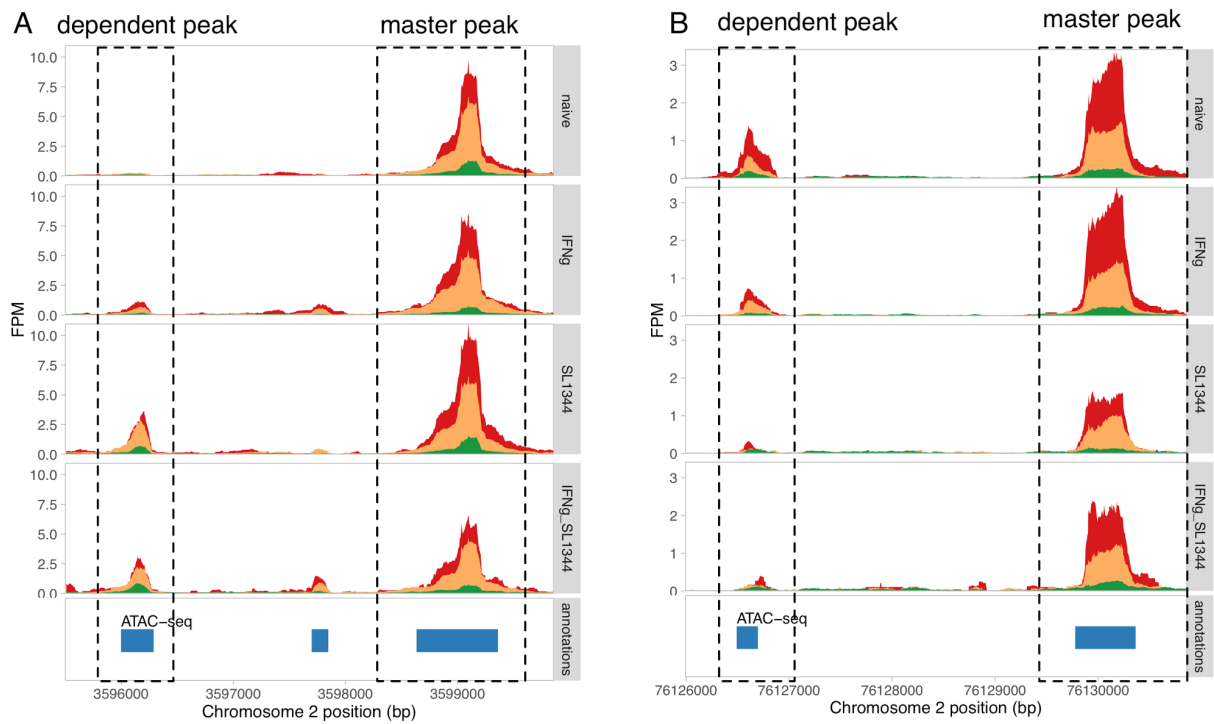 A dependent peak master peak
10.0
7.5
5.0
2.5
0.0
naive
10.0
7.5
5.0
2.5
0.0
IFNg
FPM
10.0
7.5
5.0
2.5
0.0
SL1344
10.0
7.5
5.0
2.5
0.0
IFNg_SL1344
ATAC-seq
annotations
35960000 35970000 35980000 35990000
Chromosome 2 position (bp)
B dependent peak master peak
3
2
1
0
naive
3
2
1
0
IFNg
FPM
3
2
1
0
SL1344
3
2
1
0
IFNg_SL1344
ATAC-seq
annotations
76126000 76127000 76128000 76129000 76130000
Chromosome 2 position (bp)